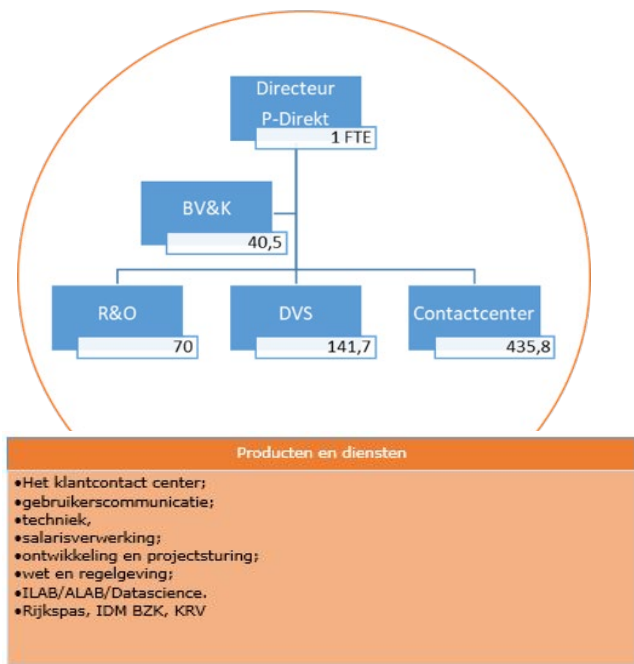 Directeur
P-Direkt
1 FTE
BV&K
40,5
R&O
70
DVS
141,7
Contactcenter
435,8
Producten en diensten
•Het klantcontact center;
•gebruikerscommunicatie;
•techniek,
•salarisverwerking;
•ontwikkeling en projectsturing;
•wet en regelgeving;
•ILAB/ALAB/Datascience.
•Rijkspas, IDM BZK, KRV